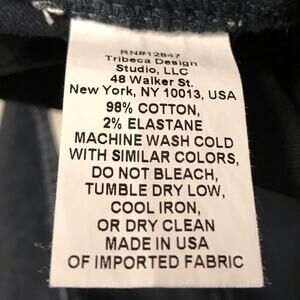 RN#12847
Tribeca Design
Studio, LLC
48 Walker St.
New York, NY 10013, USA
98% COTTON,
2% ELASTANE
MACHINE WASH COLD
WITH SIMILAR COLORS,
DO NOT BLEACH,
TUMBLE DRY LOW,
COOL IRON,
OR DRY CLEAN
MADE IN USA
OF IMPORTED FABRIC